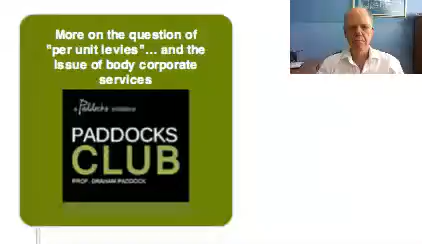 More on the question of
"per unit levies"... and the
Issue of body corporate
services
Paddocks
PADDOCKS
CLUB
PROF. GRAHAM PADDOCK